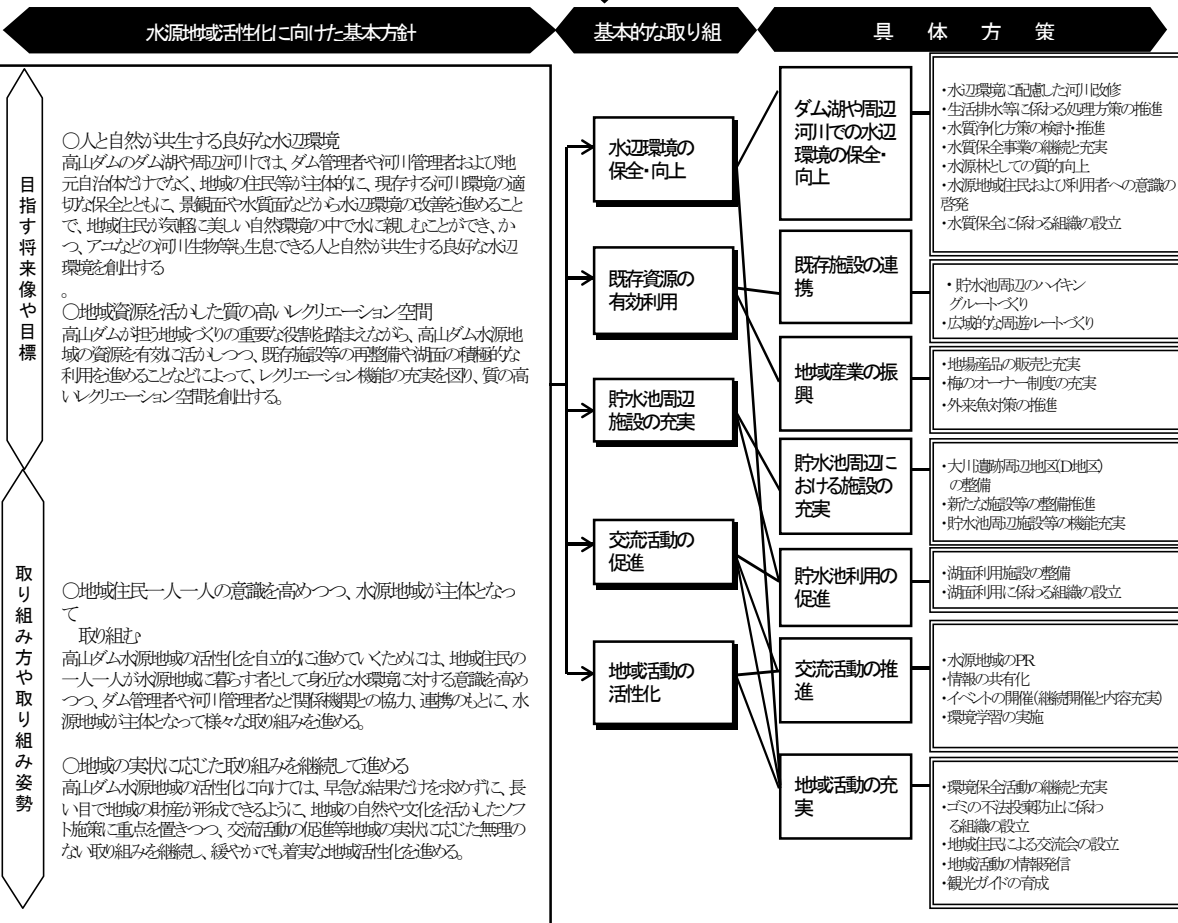 水源地域活性化に向けた基本方針
基本的な取り組
具体方策
目指す将来像や目標
〇人と自然が共生する良好な水辺環境
高山ダムのダム湖や周辺河川では、ダム管理者や河川管理者および地
元自治体だけでなく、地域の住民等が主体的に、現存する河川環境の適
切な保全とともに、景観面や水質面などから水辺環境の改善を進めること
で、地域住民が気軽に美しい自然環境の中で水に親しむことができ、か
つ、アユなどの河川生物等も生息できる人と自然が共生する良好な水辺
環境を創出する
。
〇地域資源を活かした質の高いレクリエーション空間
高山ダムが担う地域づくりの重要な役割を踏まえながら、高山ダム水源地
域の資源を有効に活かしつつ、既存施設等の再整備や湖面の積極的な
利用を進めることなどによって、レクリエーション機能の充実を図り、質の高
いレクリエーション空間を創出する。
取り組み方や取り組み姿勢
〇地域住民一人一人の意識を高めつつ、水源地域が主体となっ
て
取り組む
高山ダム水源地域の活性化を自立的に進めていくためには、地域住民の
一人一人が水源地域に暮らす者として身近な水環境に対する意識を高め
つつ、ダム管理者や河川管理者など関係機関との協力、連携のもとに、水
源地域が主体となって様々な取り組みを進める。
〇地域の実状に応じた取り組みを継続して進める
高山ダム水源地域の活性化に向けては、早急な結果だけを求めずに、長
い目で地域の財産が形成できるように、地域の自然や文化を活かしたソフ
ト施策に重点を置きつつ、交流活動の促進等地域の実状に応じた無理の
ない取り組みを継続し、緩やかでも着実な地域活性化を進める。
水辺環境の
保全・向上
既存資源の
有効利用
貯水池周辺
施設の充実
交流活動の
促進
地域活動の
活性化
ダム湖や周辺
河川での水辺
環境の保全・
向上
既存施設の連
携
地域産業の振
興
貯水池周辺に
おける施設の
充実
貯水池利用の
促進
交流活動の推
進
地域活動の充
実
・水辺環境に配慮した河川改修
・生活排水等に係わる処理方策の推進
・水質浄化方策の検討・推進
・水質保全事業の継続と充実
・水源林としての質的向上
・水源地域住民および利用者への意識の
啓発
・水質保全に係わる組織の設立
・貯水池周辺のハイキン
グルートづくり
・広域的な周遊ルートづくり
・地場産品の販売と充実
・梅のオーナー制度の充実
・外来魚対策の推進
・大川遺跡周辺地区(D地区)
の整備
・新たな施設等の整備推進
・貯水池周辺施設等の機能充実
・湖面利用施設の整備
・湖面利用に係わる組織の設立
・水源地域のPR
・情報の共有化
・イベントの開催(継続開催と内容充実)
・環境学習の実施
・環境保全活動の継続と充実
・ゴミの不法投棄防止に係わ
る組織の設立
・地域住民による交流会の設立
・地域活動の情報発信
・観光ガイドの育成